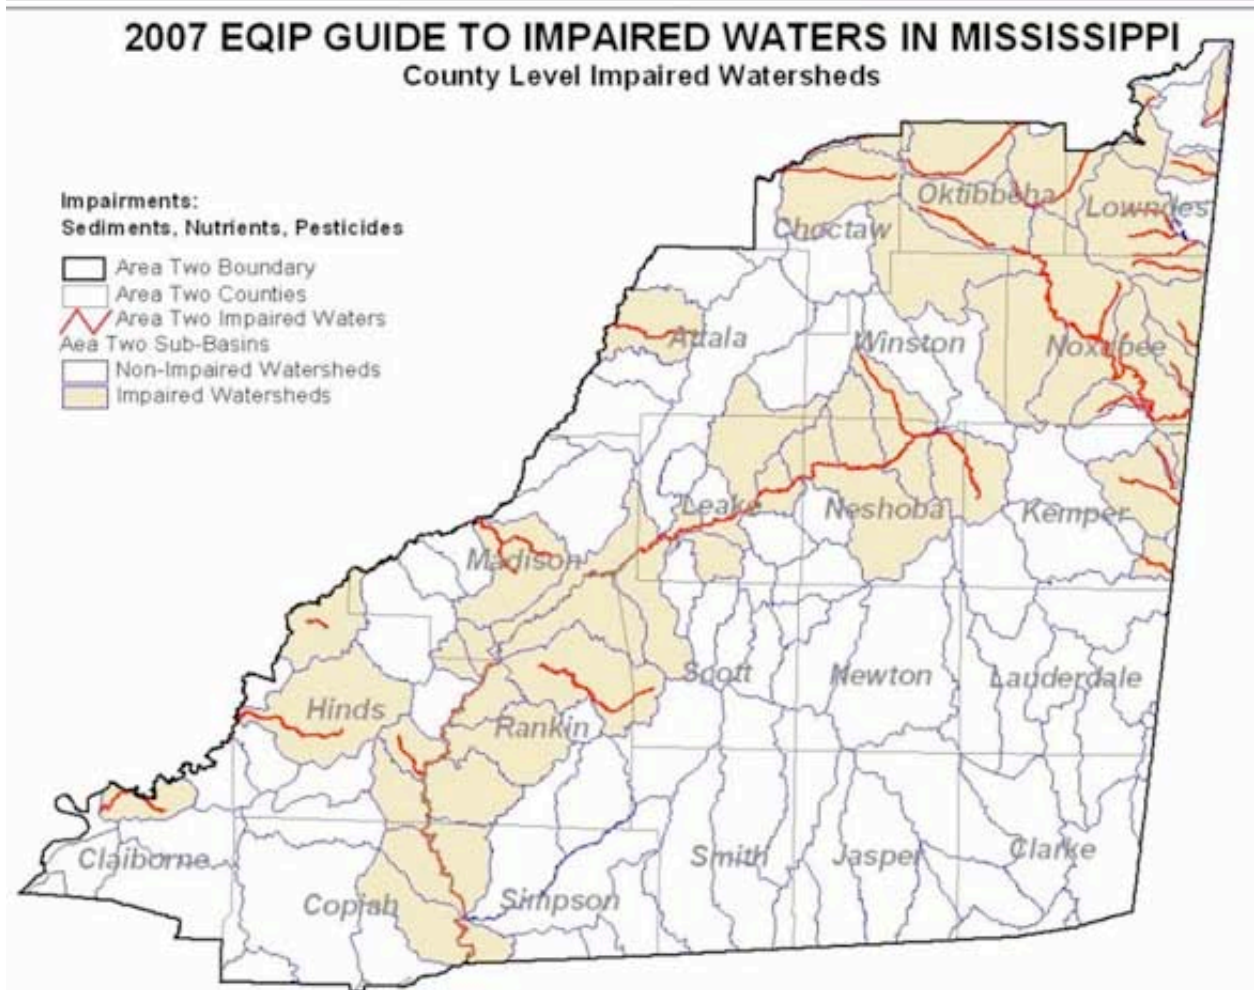 2007 EQIP GUIDE TO IMPAIRED WATERS IN MISSISSIPPI
County Level Impaired Watersheds
Impairments:
Sediments, Nutrients, Pesticides
Area Two Boundary
Area Two Counties
Area Two Impaired Waters
Aea Two Sub-Basins
Non-Impaired Watersheds
Impaired Watersheds
Oktibbeha
Lowndes
Choctaw
Attala
Winston
Noxubee
Leake
Neshoba
Kemper
Madison
Scott
Newton
Lauderdale
Hinds
Rankin
Claiborne
Smith
Jasper
Clarke
Copiah
Simpson